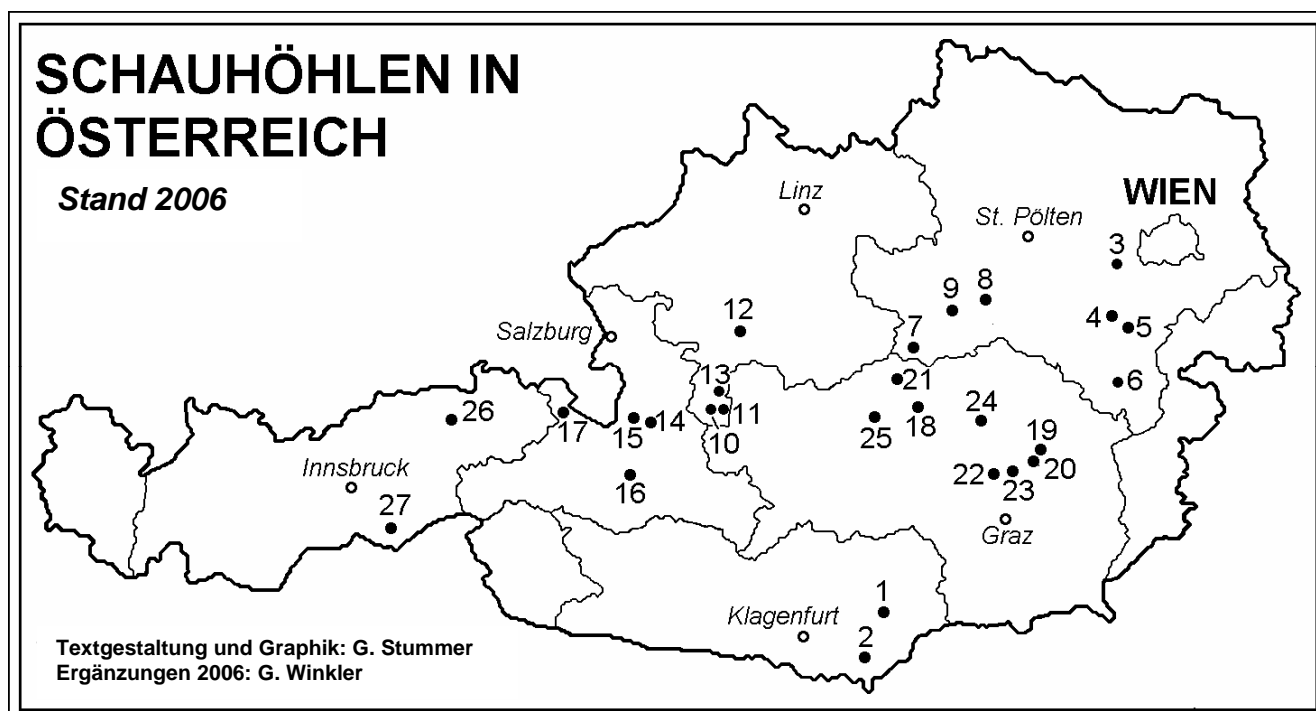 SCHAUHÖHLEN IN
ÖSTERREICH
Stand 2006
Linz
WIEN
St. Pölten
3
8
9
4
5
12
Salzburg
7
6
13
21
26
17
15
14
10
11
25
18
24
19
20
Innsbruck
16
22
23
27
Graz
1
Klagenfurt
2
Textgestaltung und Graphik: G. Stummer
Ergänzungen 2006: G. Winkler